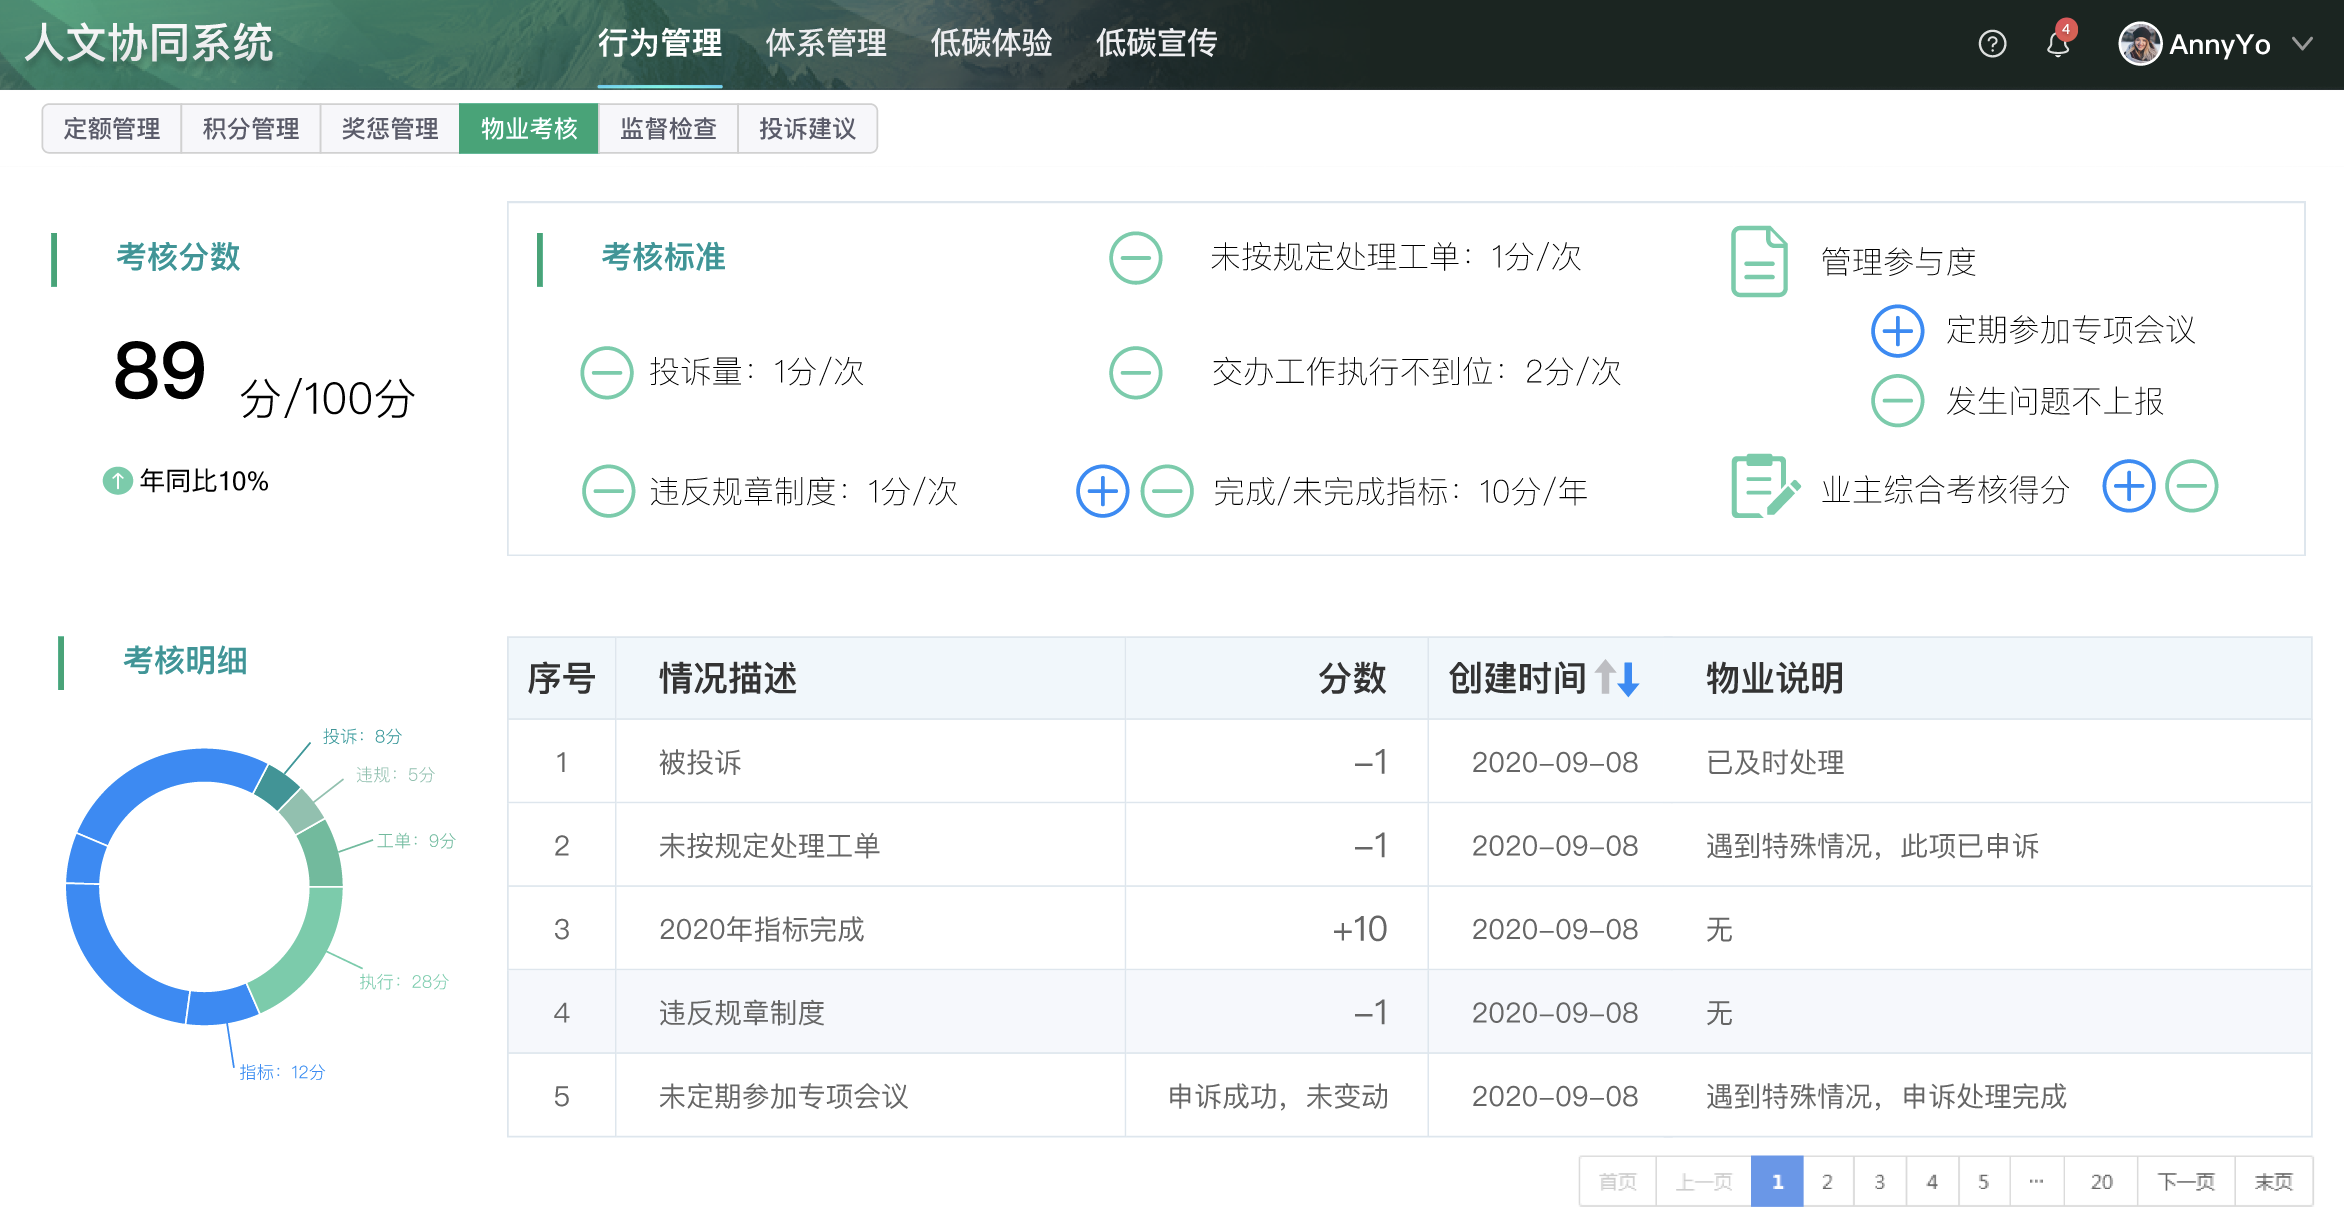 人文协同系统
行为管理 体系管理 低碳体验 低碳宣传
4
AnnyYo
定额管理 积分管理 奖惩管理 物业考核 监督检查 投诉建议
考核分数
89 分/100分
年同比10%
考核标准
未按规定处理工单：1分/次
管理参与度
定期参加专项会议
投诉量：1分/次
交办工作执行不到位：2分/次
发生问题不上报
违反规章制度：1分/次
完成/未完成指标：10分/年
业主综合考核得分
考核明细
投诉：8分
违规：5分
工单：9分
执行：28分
指标：12分
序号 情况描述 分数 创建时间 物业说明
1 被投诉 –1 2020–09–08 已及时处理
2 未按规定处理工单 –1 2020–09–08 遇到特殊情况，此项已申诉
3 2020年指标完成 +10 2020–09–08 无
4 违反规章制度 –1 2020–09–08 无
5 未定期参加专项会议 申诉成功，未变动 2020–09–08 遇到特殊情况，申诉处理完成
首页 上一页 1 2 3 4 5 ··· 20 下一页 末页